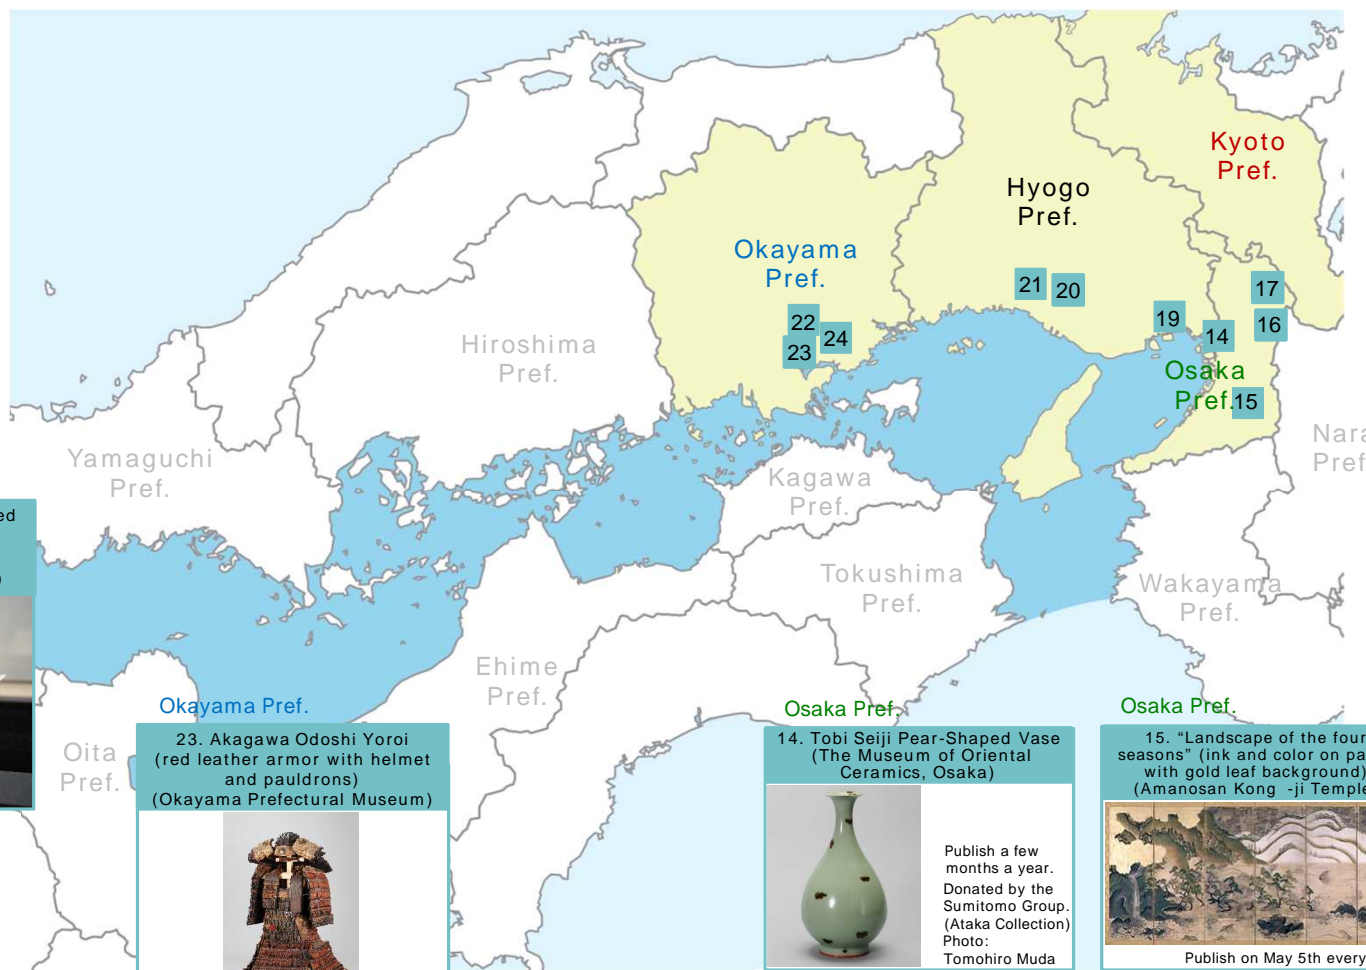 Kyoto
Pref.
Hyogo
Pref.
Okayama
Pref.
21
20
17
22
24
23
19
14
16
Hiroshima
Pref.
Osaka
Pref.
15
Nara
Pref
Yamaguchi
Pref.
Kagawa
Pref.
ed
)
Tokushima
Pref.
Wakayama
Pref.
Ehime
Pref.
Oita
Pref.
Okayama Pref.
23. Akagawa Odoshi Yoroi
(red leather armor with helmet
and pauldrons)
(Okayama Prefectural Museum)
Osaka Pref.
14. Tobi Seiji Pear-Shaped Vase
(The Museum of Oriental
Ceramics, Osaka)
Publish a few
months a year.
Donated by the
Sumitomo Group.
(Ataka Collection)
Photo:
Tomohiro Muda
Osaka Pref.
15. “Landscape of the four
seasons” (ink and color on pa
with gold leaf background)
(Amanosan Kong -ji Temple
Publish on May 5th every